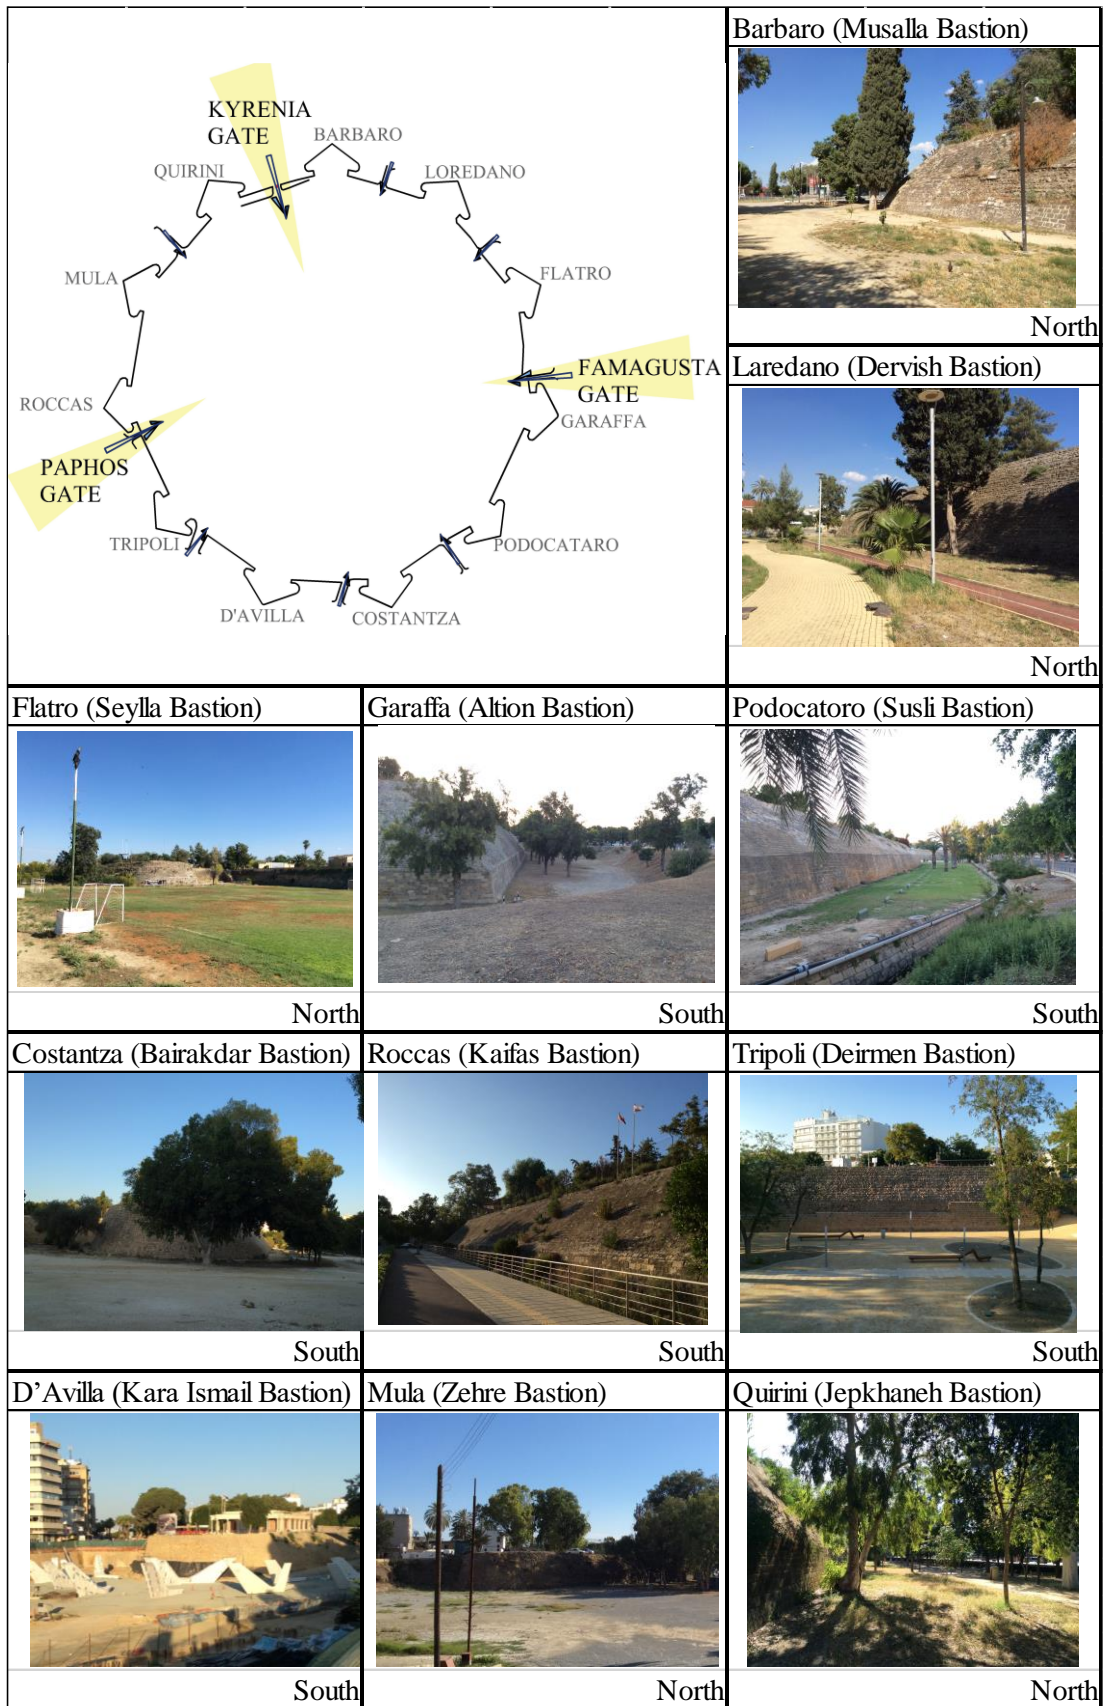 Barbaro (Musalla Bastion)
KYRENIA
GATE
BARBARO
QUIRINI
LOREDANO
MULA
FLATRO
North
FAMAGUSTA
GATE
Laredano (Dervish Bastion)
ROCCAS
GARAFFA
PAPHOS
GATE
TRIPOLI
PODOCATARO
D'AVILLA
COSTANTZA
North
Flatro (Seylla Bastion)
Garaffa (Altion Bastion)
Podocatoro (Susli Bastion)
North
South
South
Costantza (Bairakdar Bastion)
Roccas (Kaifas Bastion)
Tripoli (Deirmen Bastion)
South
South
South
D’Avilla (Kara Ismail Bastion)
Mula (Zehre Bastion)
Quirini (Jepkhaneh Bastion)
South
North
North